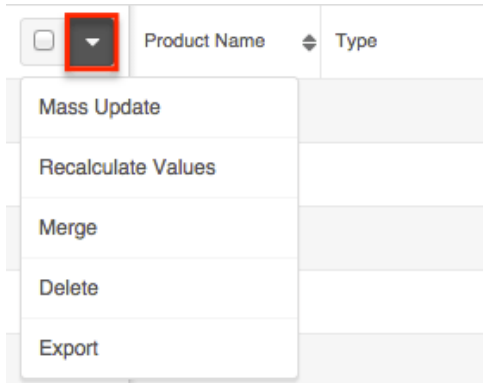 Product Name Type
Mass Update
Recalculate Values
Merge
Delete
Export